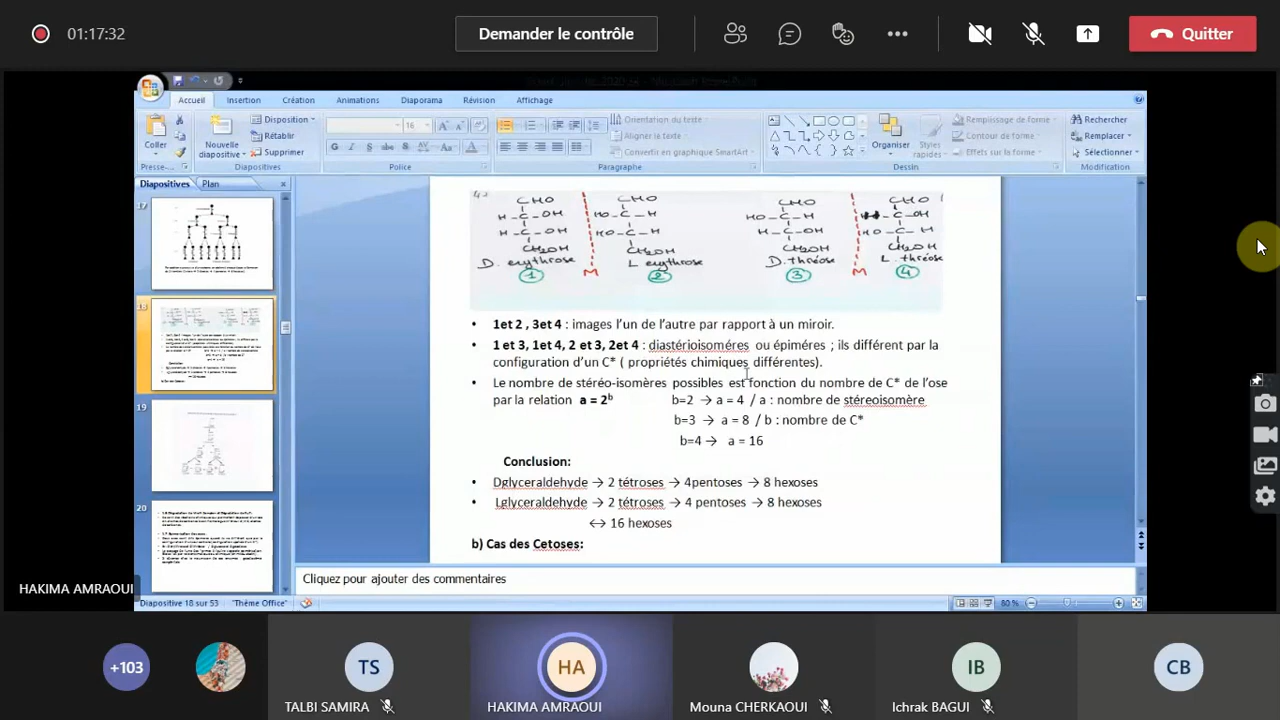 01:17:32
Demander le contrôle
Quitter
Accueil Insertion Création Animations Diaporama Révision Affichage
Coller
Nouvelle diapositive
Disposition
Rétablir
Supprimer
16
Orientation du texte
Aligner le texte
Convertir en graphique SmartArt
Organiser
Styles rapides
Remplissage de forme
Contour de forme
Effets sur la forme
Rechercher
Remplacer
Sélectionner
Presse-... Diapositives Police Paragraphe Dessin Modification
Diapositives Plan
17
18
19
20
CHO CHO CHO CHO
H-C-OH HO-C-H HO-C-H C-OH
H-C-OH HO-C-H H-C-OH HO-C-H
CH2OH CH2OH CH2OH CH2OH
D. erythrose L erythrose D. thréose L. thréose
1 M 2 3 M 4
• 1et 2 , 3et 4 : images l'un de l'autre par rapport à un miroir.
• 1 et 3, 1et 4, 2 et 3, 2et 4 : diastérioisoméres ou épiméres ; ils différent par la
configuration d'un C* ( propriétés chimiques différentes).
• Le nombre de stéréo-isomères possibles est fonction du nombre de C* de l'ose
par la relation a = 2ᵇ b=2 → a = 4 / a : nombre de stéreoisomère
b=3 → a = 8 / b : nombre de C*
b=4 → a = 16
Conclusion:
• Dglyceraldehyde → 2 tétroses → 4pentoses → 8 hexoses
• Lglyceraldehyde → 2 tétroses → 4 pentoses → 8 hexoses
↔ 16 hexoses
b) Cas des Cetoses:
Cliquez pour ajouter des commentaires
HAKIMA AMRAOUI
Diapositive 18 sur 53 "Thème Office" 80 %
+103
TS
HA
IB
CB
TALBI SAMIRA
HAKIMA AMRAOUI
Mouna CHERKAOUI
Ichrak BAGUI